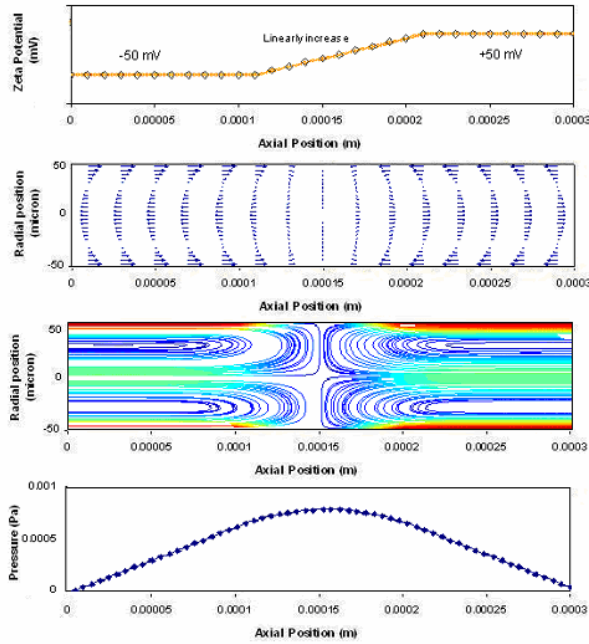 Zeta Potential
(mV)
-50 mV
Linearly increase
+50 mV
0
0.00005
0.0001
0.00015
0.0002
0.00025
0.0003
Axial Position (m)
Radial position
(micron)
50
0
-50
0
0.00005
0.0001
0.00015
0.0002
0.00025
0.0003
Axial Position (m)
Radial position
(micron)
50
0
-50
0
0.00005
0.0001
0.00015
0.0002
0.00025
0.0003
Axial Position (m)
Pressure (Pa)
0.001
0.0005
0
0
0.00005
0.0001
0.00015
0.0002
0.00025
0.0003
Axial Position (m)